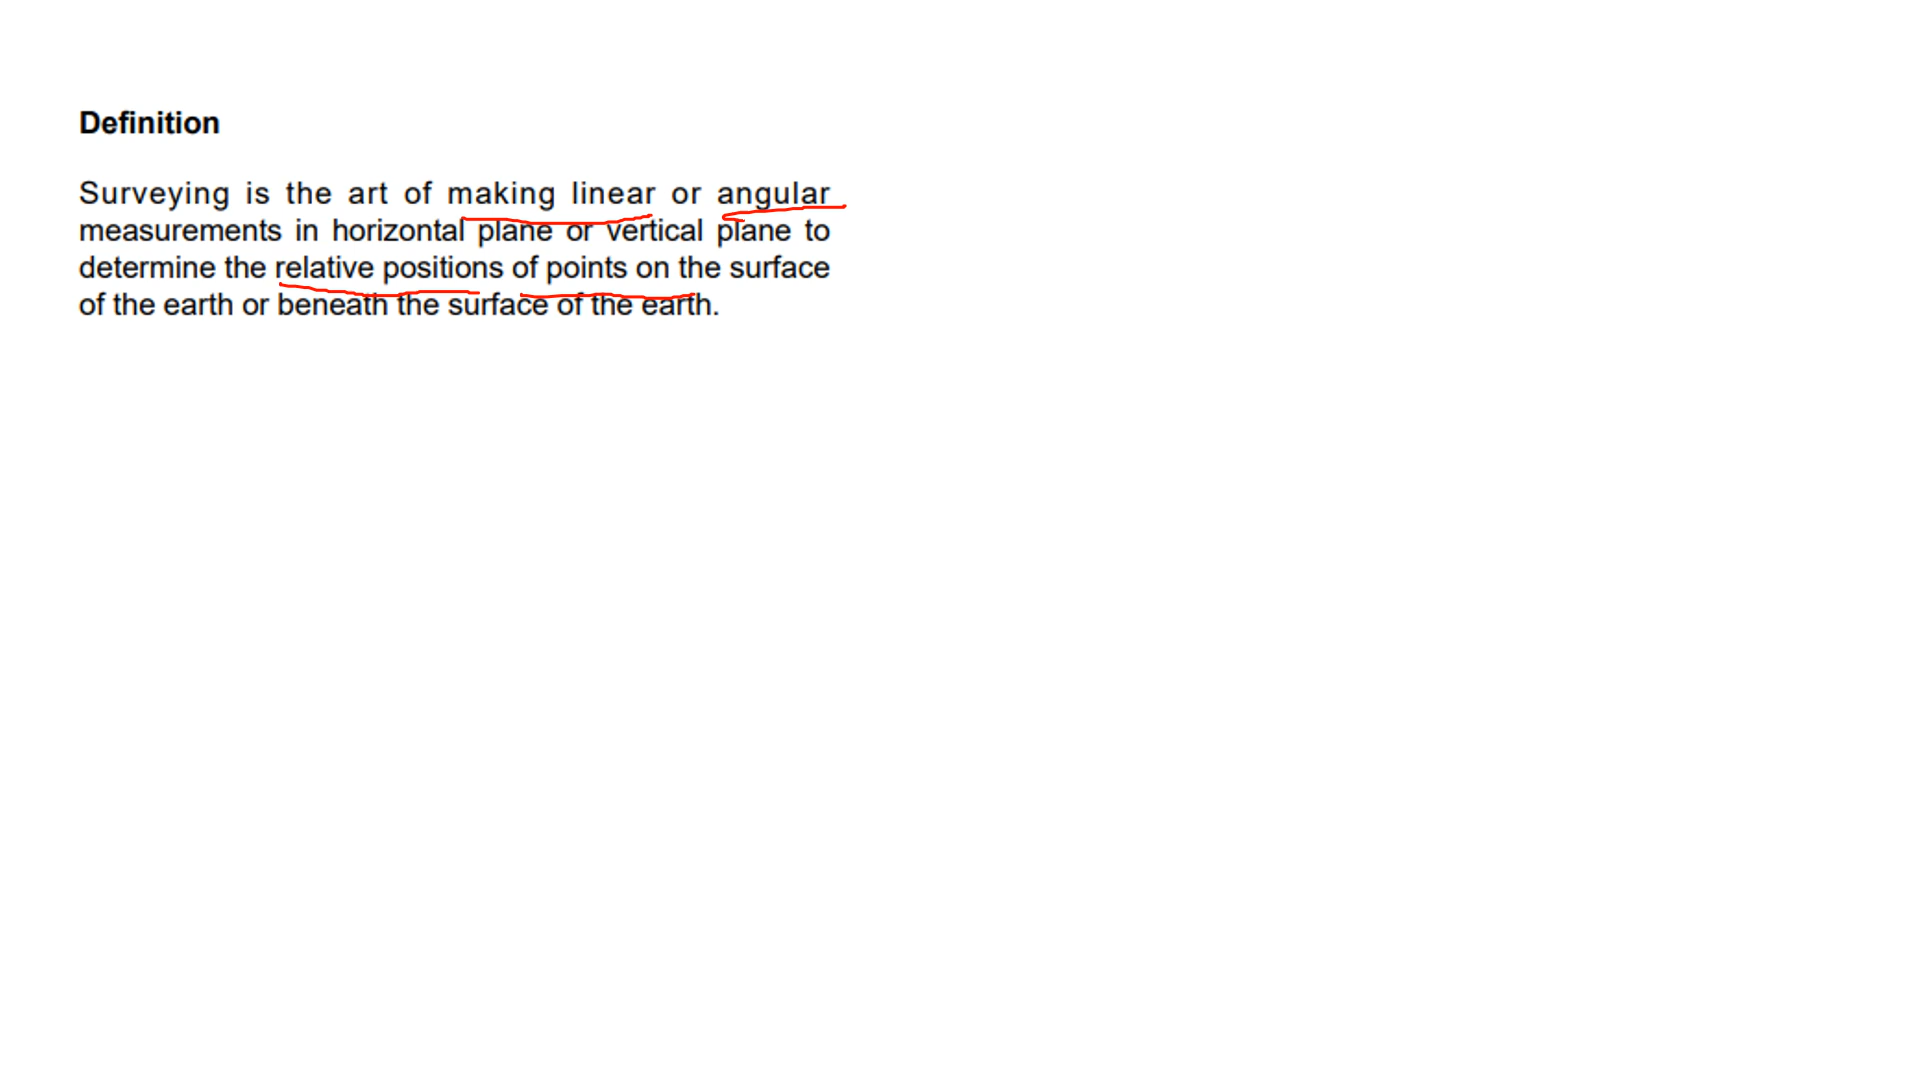 Definition
Surveying is the art of making linear or angular
measurements in horizontal plane or vertical plane to
determine the relative positions of points on the surface
of the earth or beneath the surface of the earth.